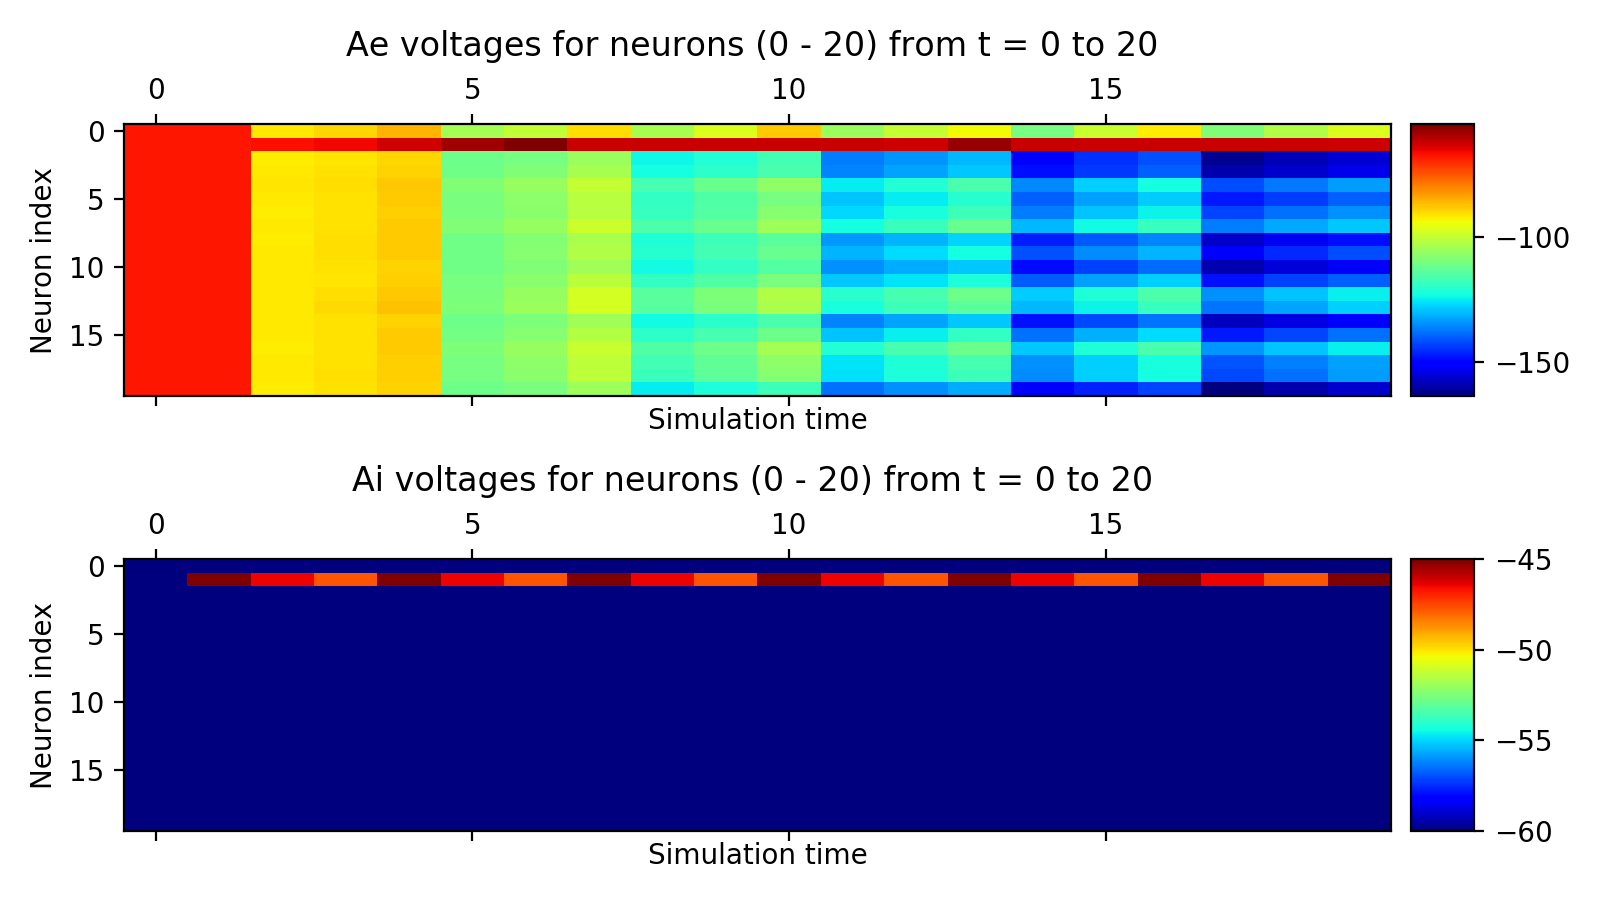 Ae voltages for neurons (0 - 20) from t = 0 to 20
0 5 10 15
Neuron index
0
5
10
15
Simulation time
−100
−150
Ai voltages for neurons (0 - 20) from t = 0 to 20
0 5 10 15
Neuron index
0
5
10
15
Simulation time
−45
−50
−55
−60